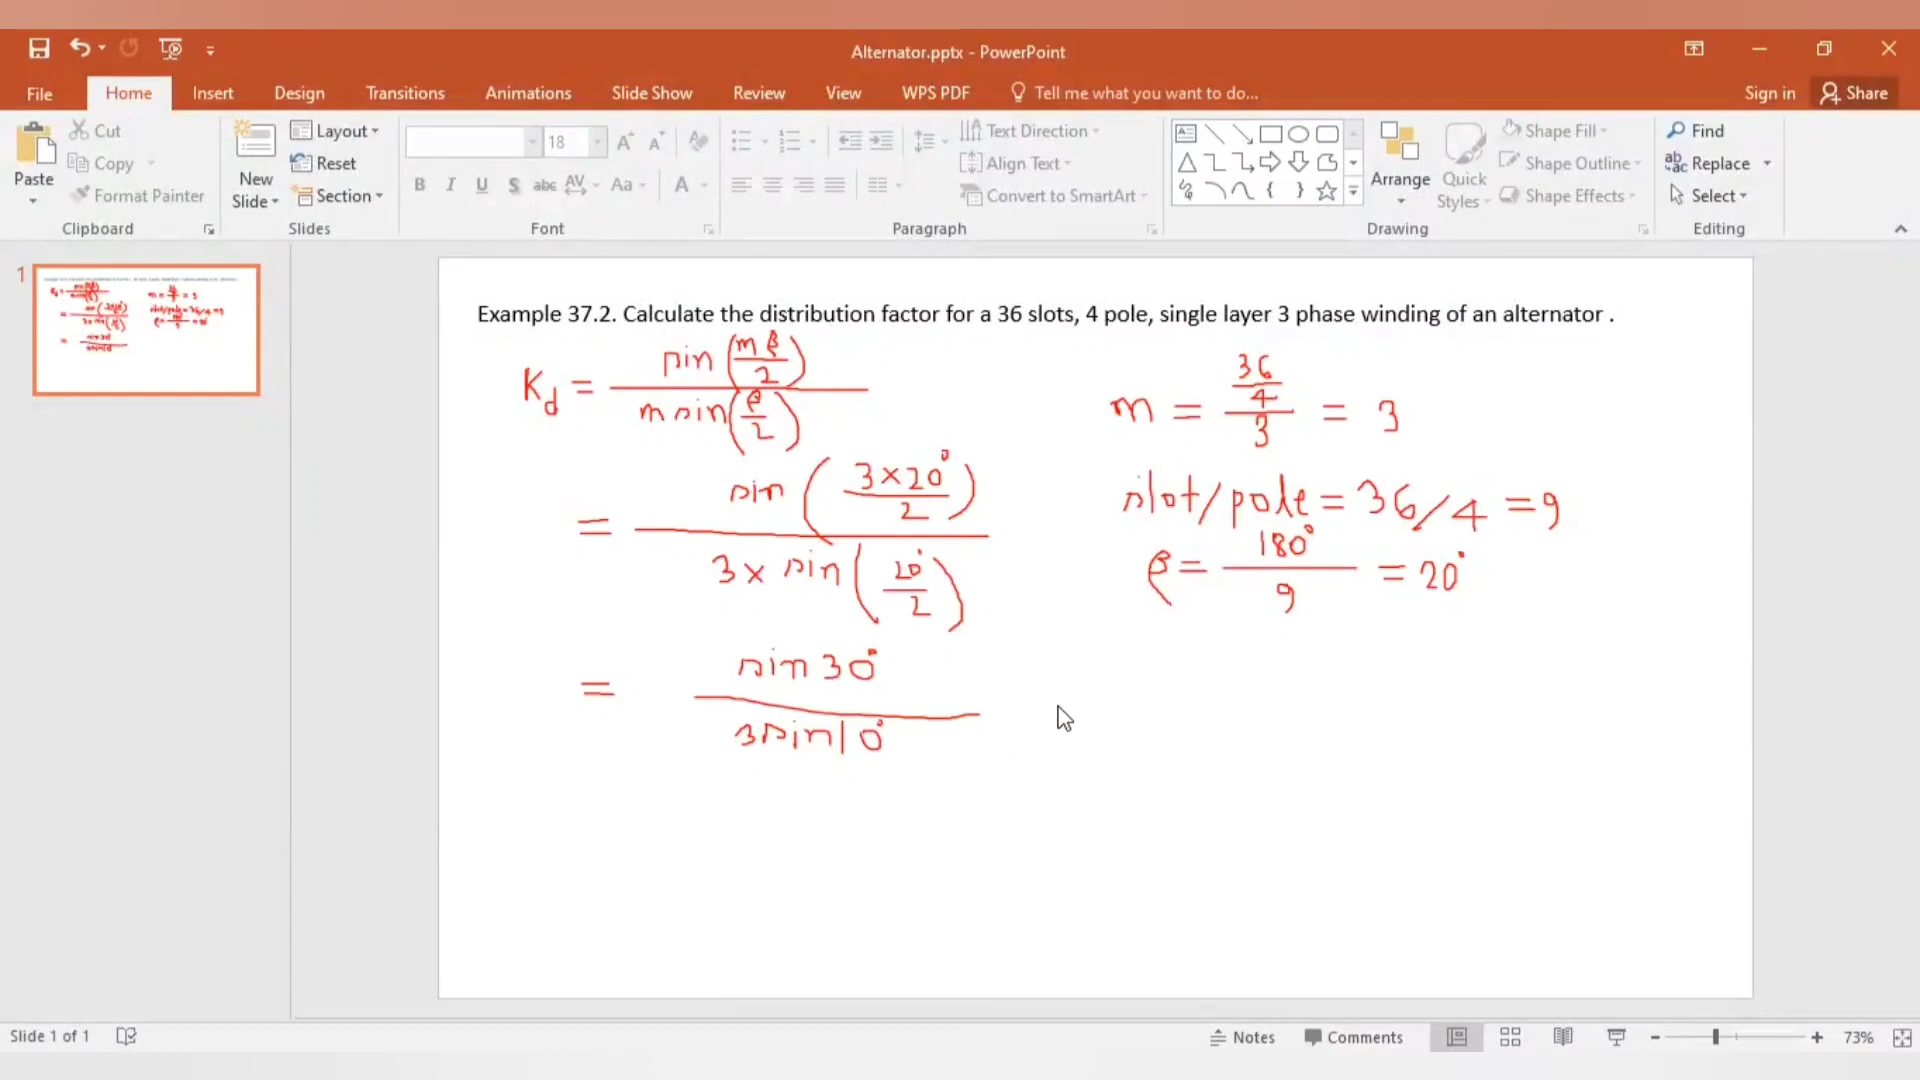 Alternator.pptx - PowerPoint
File Home Insert Design Transitions Animations Slide Show Review View WPS PDF Tell me what you want to do... Sign in Share
Paste
Cut
Copy
Format Painter
Clipboard
New Slide
Layout
Reset
Section
Slides
18
B I U S abc AV Aa A
Font
Text Direction
Align Text
Convert to SmartArt
Paragraph
Arrange
Quick Styles
Shape Fill
Shape Outline
Shape Effects
Drawing
Find
Replace
Select
Editing
1
Example 37.2. Calculate the distribution factor for a 36 slots, 4 pole, single layer 3 phase winding of an alternator .
Kd = sin(mβ/2) / m sin(β/2)
= sin(3×20°/2) / 3× sin(20°/2)
= sin30° / 3sin10°
m = 36/4 / 3 = 3
slot/pole = 36/4 = 9
β = 180°/9 = 20°
Slide 1 of 1
Notes Comments 73%